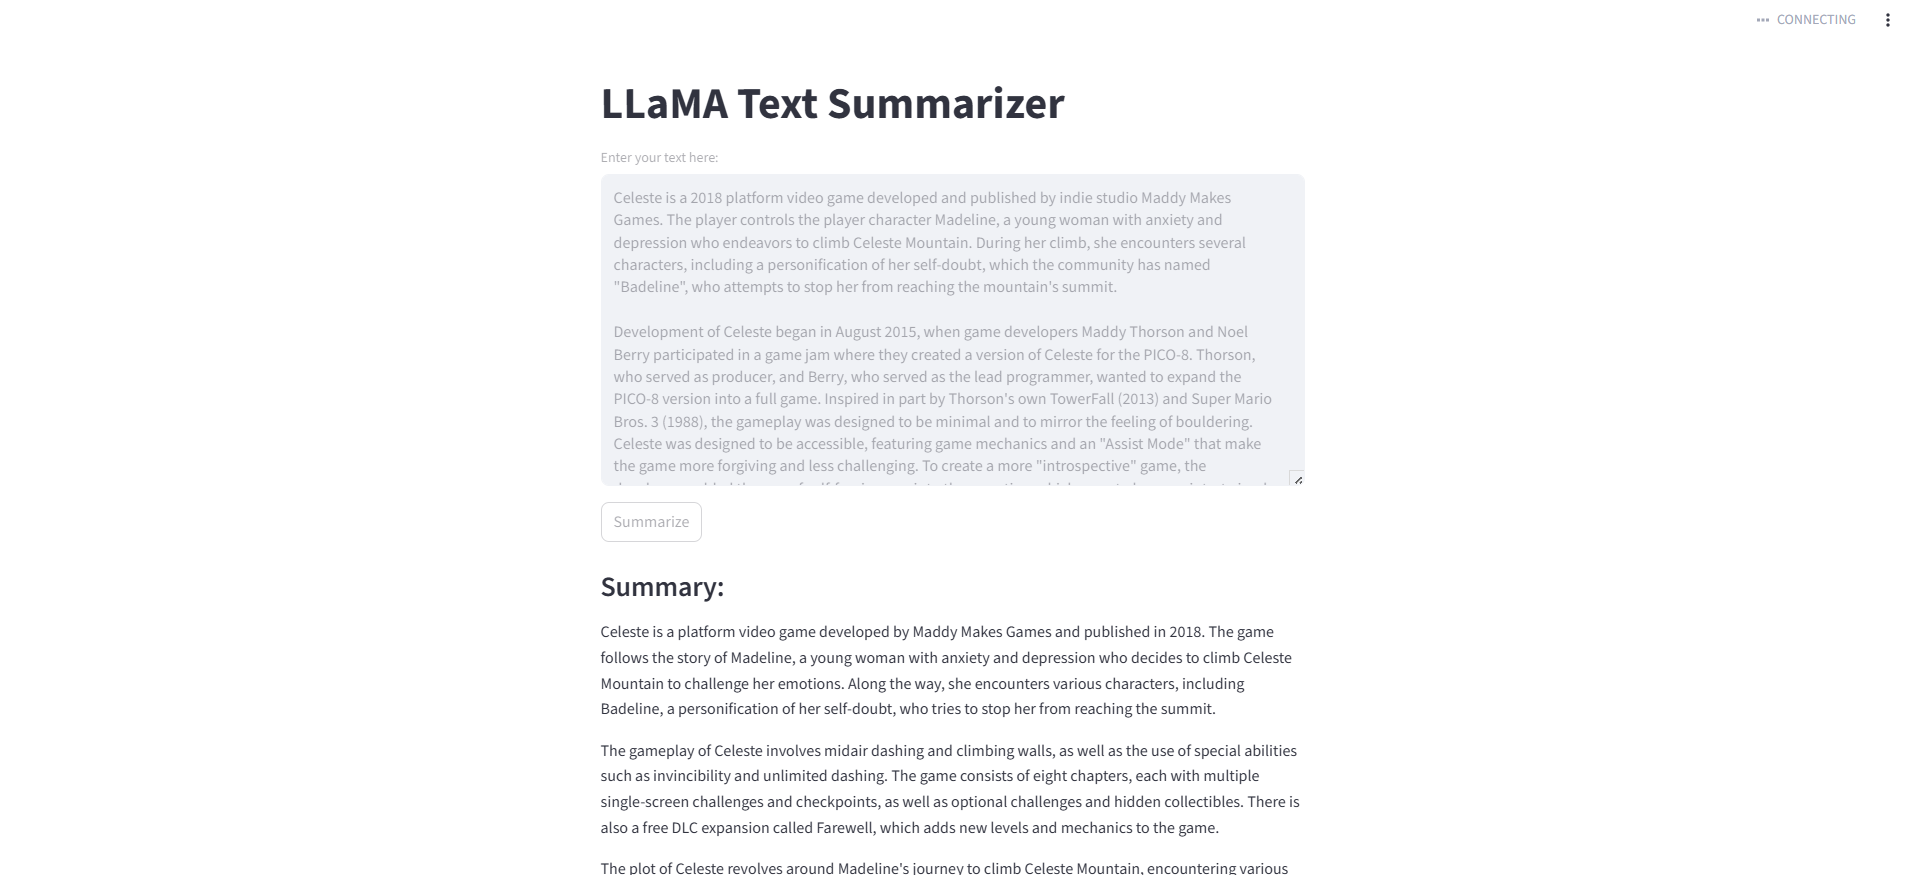 CONNECTING
LLaMA Text Summarizer
Enter your text here:
Celeste is a 2018 platform video game developed and published by indie studio Maddy Makes
Games. The player controls the player character Madeline, a young woman with anxiety and
depression who endeavors to climb Celeste Mountain. During her climb, she encounters several
characters, including a personification of her self-doubt, which the community has named
"Badeline", who attempts to stop her from reaching the mountain's summit.
Development of Celeste began in August 2015, when game developers Maddy Thorson and Noel
Berry participated in a game jam where they created a version of Celeste for the PICO-8. Thorson,
who served as producer, and Berry, who served as the lead programmer, wanted to expand the
PICO-8 version into a full game. Inspired in part by Thorson's own TowerFall (2013) and Super Mario
Bros. 3 (1988), the gameplay was designed to be minimal and to mirror the feeling of bouldering.
Celeste was designed to be accessible, featuring game mechanics and an "Assist Mode" that make
the game more forgiving and less challenging. To create a more "introspective" game, the
Summarize
Summary:
Celeste is a platform video game developed by Maddy Makes Games and published in 2018. The game
follows the story of Madeline, a young woman with anxiety and depression who decides to climb Celeste
Mountain to challenge her emotions. Along the way, she encounters various characters, including
Badeline, a personification of her self-doubt, who tries to stop her from reaching the summit.
The gameplay of Celeste involves midair dashing and climbing walls, as well as the use of special abilities
such as invincibility and unlimited dashing. The game consists of eight chapters, each with multiple
single-screen challenges and checkpoints, as well as optional challenges and hidden collectibles. There is
also a free DLC expansion called Farewell, which adds new levels and mechanics to the game.
The plot of Celeste revolves around Madeline's journey to climb Celeste Mountain, encountering various